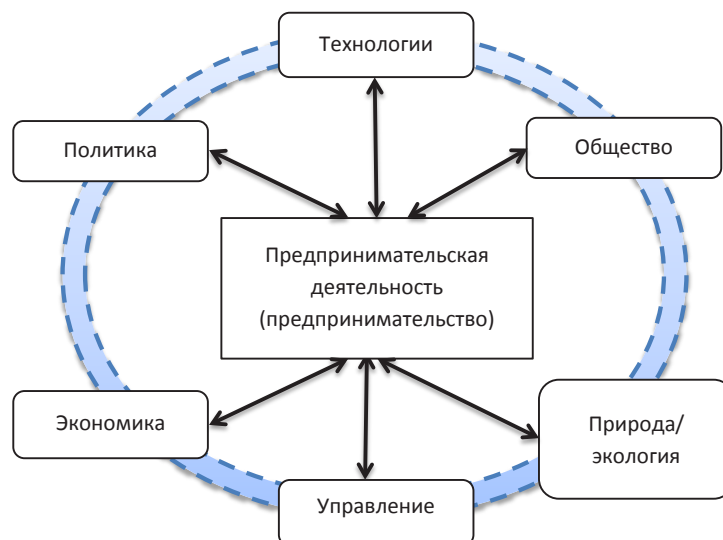 Технологии
Политика
Общество
Предпринимательская
деятельность
(предпринимательство)
Экономика
Природа/
экология
Управление